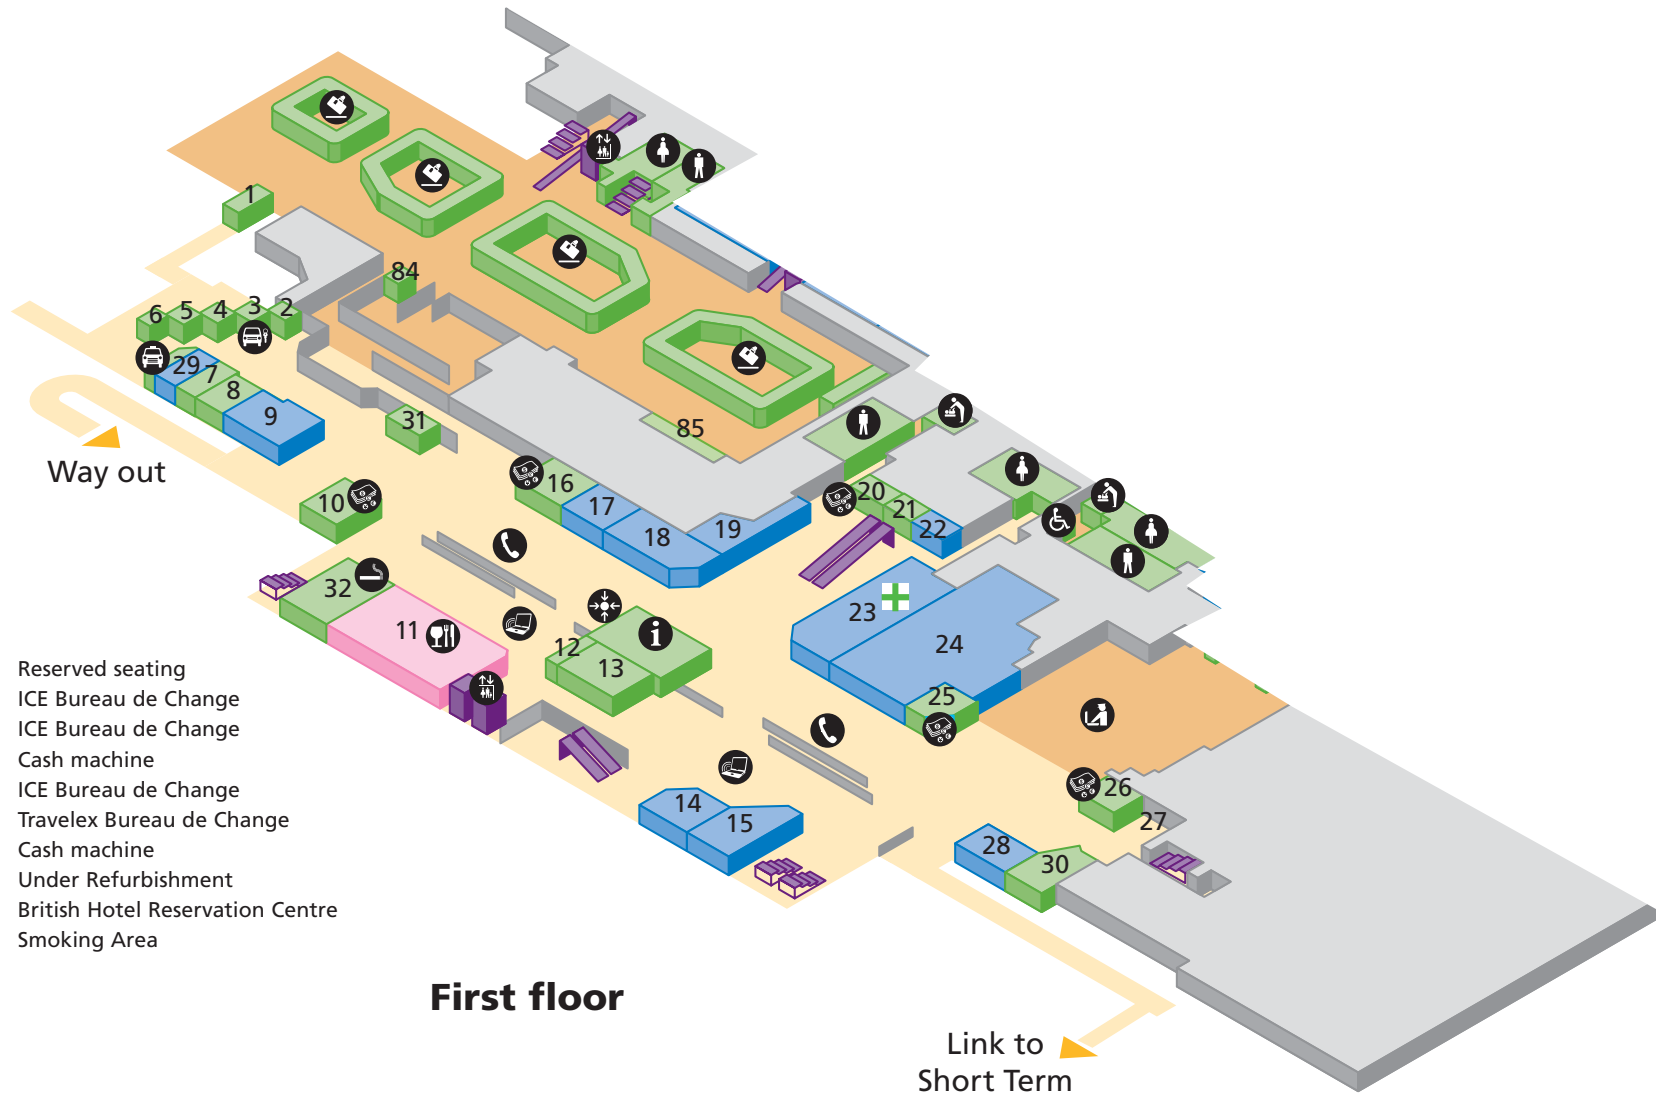 1
84
6
5
4
3
2
29
7
8
9
31
85
Way out
10
16
17
18
19
20
21
22
32
11
12
13
23
24
25
Reserved seating
ICE Bureau de Change
ICE Bureau de Change
Cash machine
ICE Bureau de Change
Travelex Bureau de Change
Cash machine
Under Refurbishment
British Hotel Reservation Centre
Smoking Area
14
15
26
27
28
30
First floor
Link to
Short Term